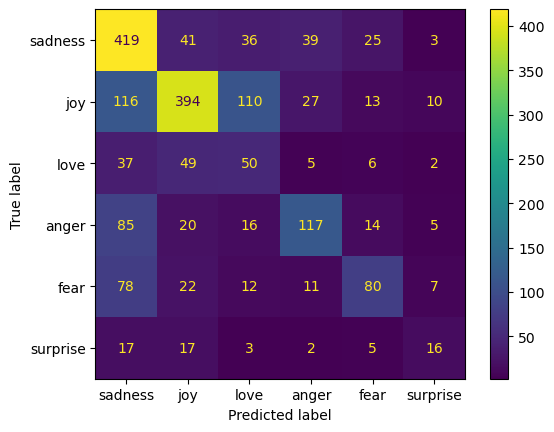 sadness 419 41 36 39 25 3
joy 116 394 110 27 13 10
love 37 49 50 5 6 2
anger 85 20 16 117 14 5
fear 78 22 12 11 80 7
surprise 17 17 3 2 5 16
sadness joy love anger fear surprise
Predicted label
True label
400
350
300
250
200
150
100
50